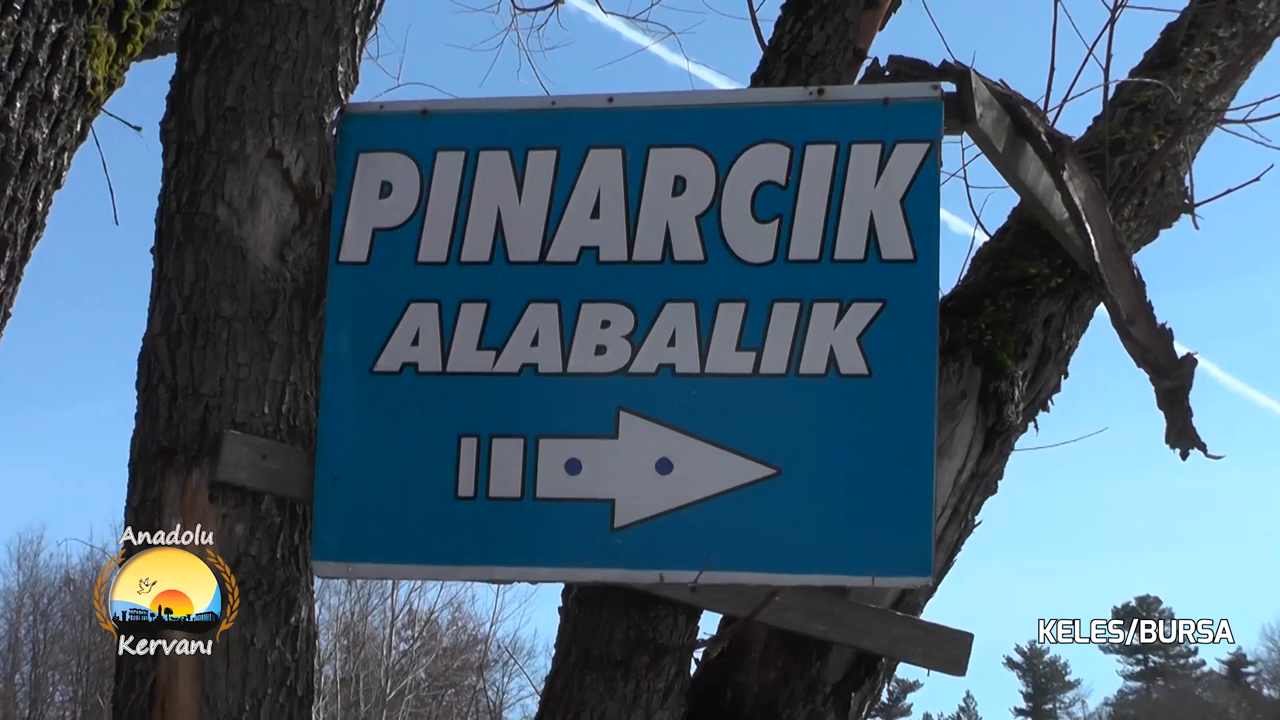 PINARCIK
ALABALIK
Anadolu
Kervanı
KELES/BURSA